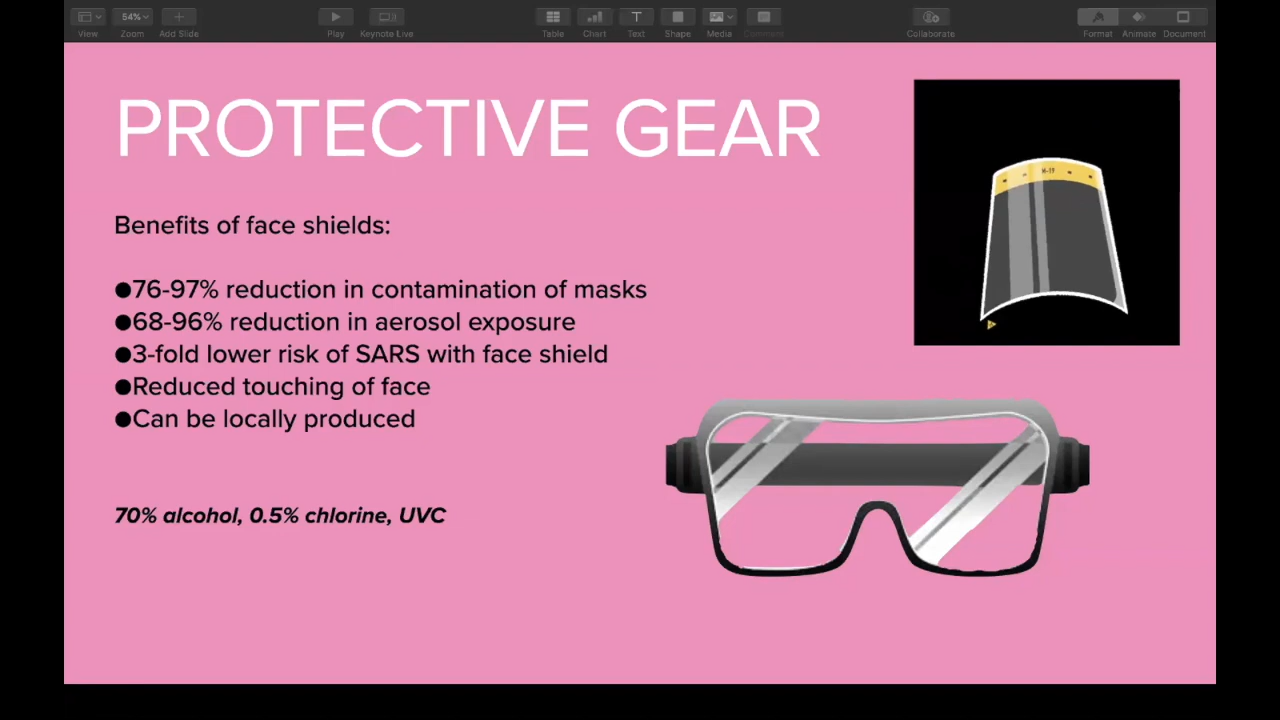 54%
View
Zoom
Add Slide
Play
Keynote Live
Table
Chart
Text
Shape
Media
Comment
Collaborate
Format
Animate
Document
PROTECTIVE GEAR
Benefits of face shields:
●76-97% reduction in contamination of masks
●68-96% reduction in aerosol exposure
●3-fold lower risk of SARS with face shield
●Reduced touching of face
●Can be locally produced
70% alcohol, 0.5% chlorine, UVC